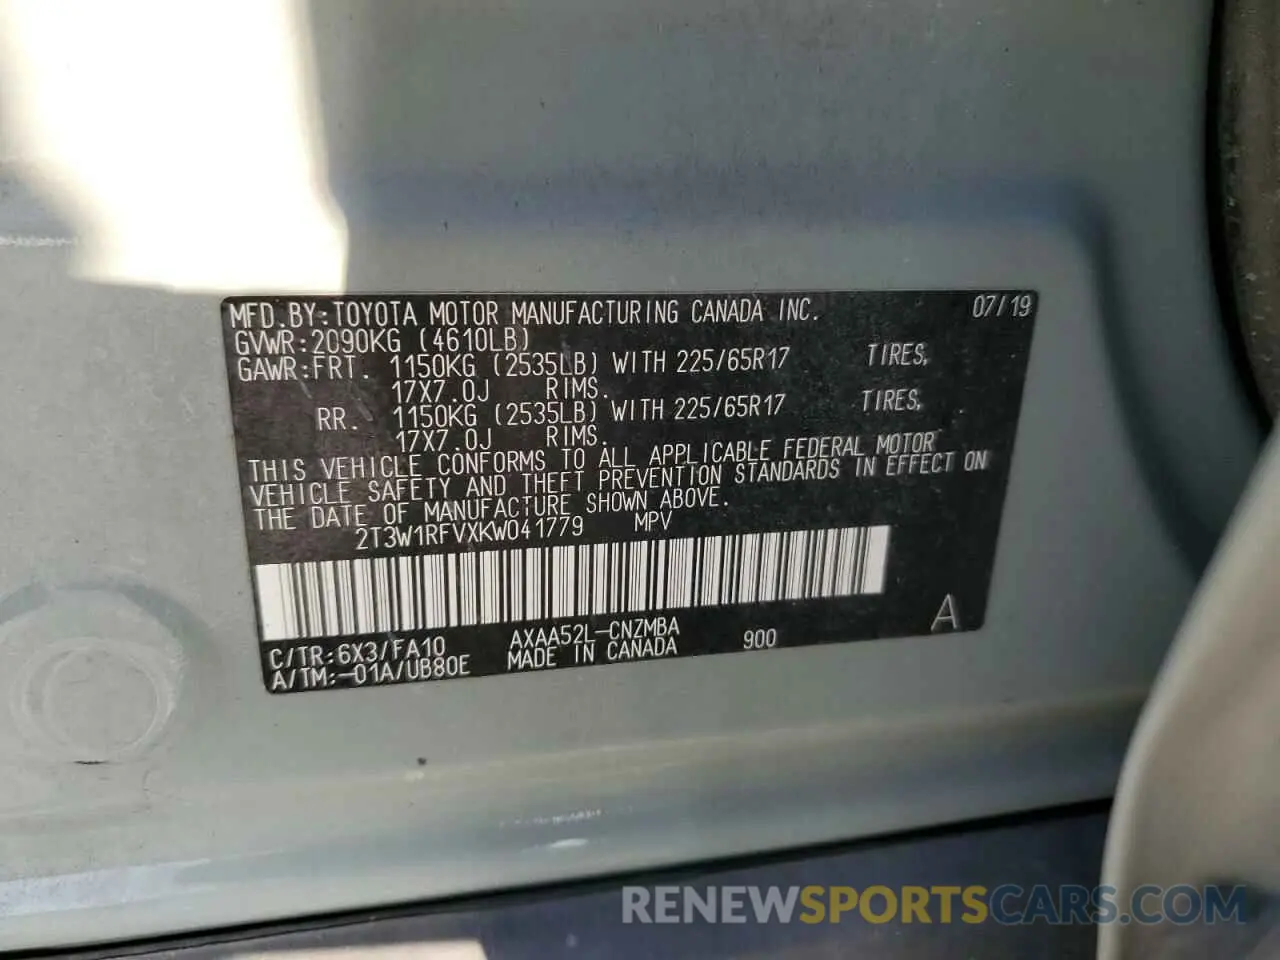 MFD.BY:TOYOTA MOTOR MANUFACTURING CANADA INC. 07/19
GVWR:2090KG (4610LB)
GAWR:FRT. 1150KG (2535LB) WITH 225/65R17 TIRES,
17X7.0J RIMS.
RR. 1150KG (2535LB) WITH 225/65R17 TIRES,
17X7.0J RIMS.
THIS VEHICLE CONFORMS TO ALL APPLICABLE FEDERAL MOTOR
VEHICLE SAFETY AND THEFT PREVENTION STANDARDS IN EFFECT ON
THE DATE OF MANUFACTURE SHOWN ABOVE.
2T3W1RFVXKW041779 MPV
C/TR:6X3/FA10 AXAA52L-CNZMBA 900 A
A/TM:-01A/UB80E MADE IN CANADA
RENEWSPORTSCARS.COM